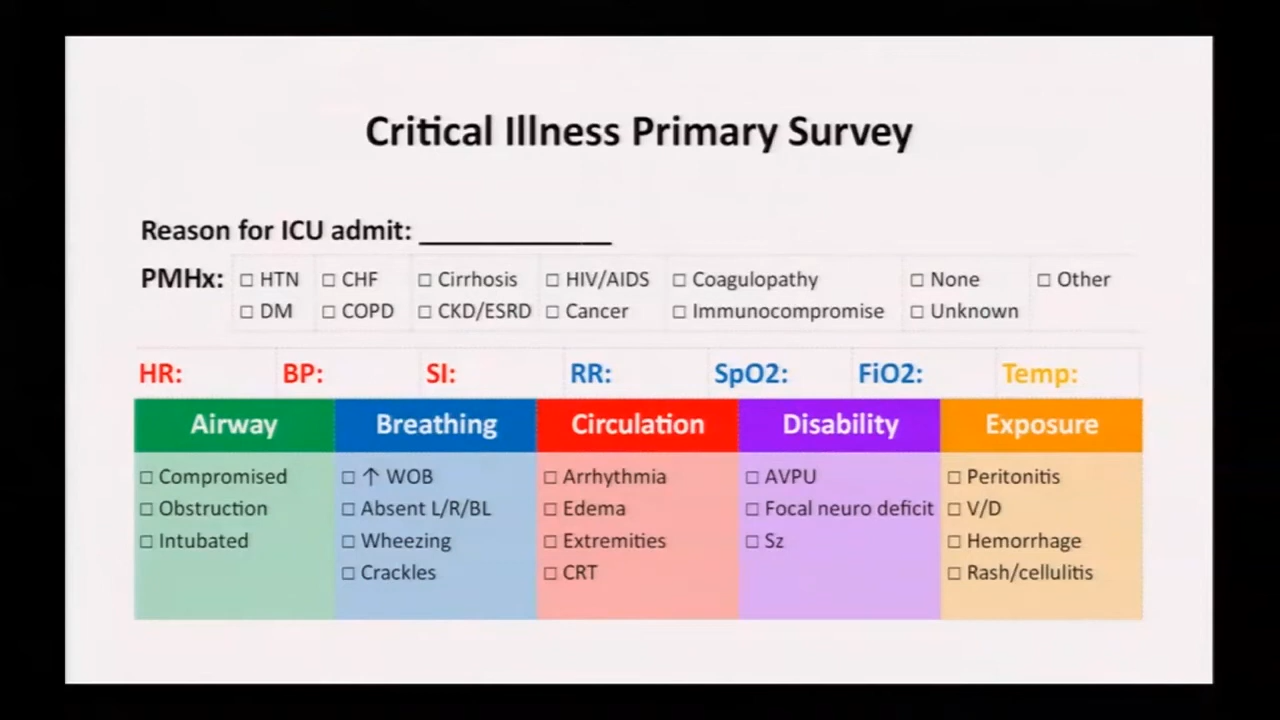 Critical Illness Primary Survey
Reason for ICU admit: ____________
PMHx: □ HTN □ CHF □ Cirrhosis □ HIV/AIDS □ Coagulopathy □ None □ Other
□ DM □ COPD □ CKD/ESRD □ Cancer □ Immunocompromise □ Unknown
HR: BP: SI: RR: SpO2: FiO2: Temp:
Airway Breathing Circulation Disability Exposure
□ Compromised □ ↑ WOB □ Arrhythmia □ AVPU □ Peritonitis
□ Obstruction □ Absent L/R/BL □ Edema □ Focal neuro deficit □ V/D
□ Intubated □ Wheezing □ Extremities □ Sz □ Hemorrhage
□ Crackles □ CRT □ Rash/cellulitis